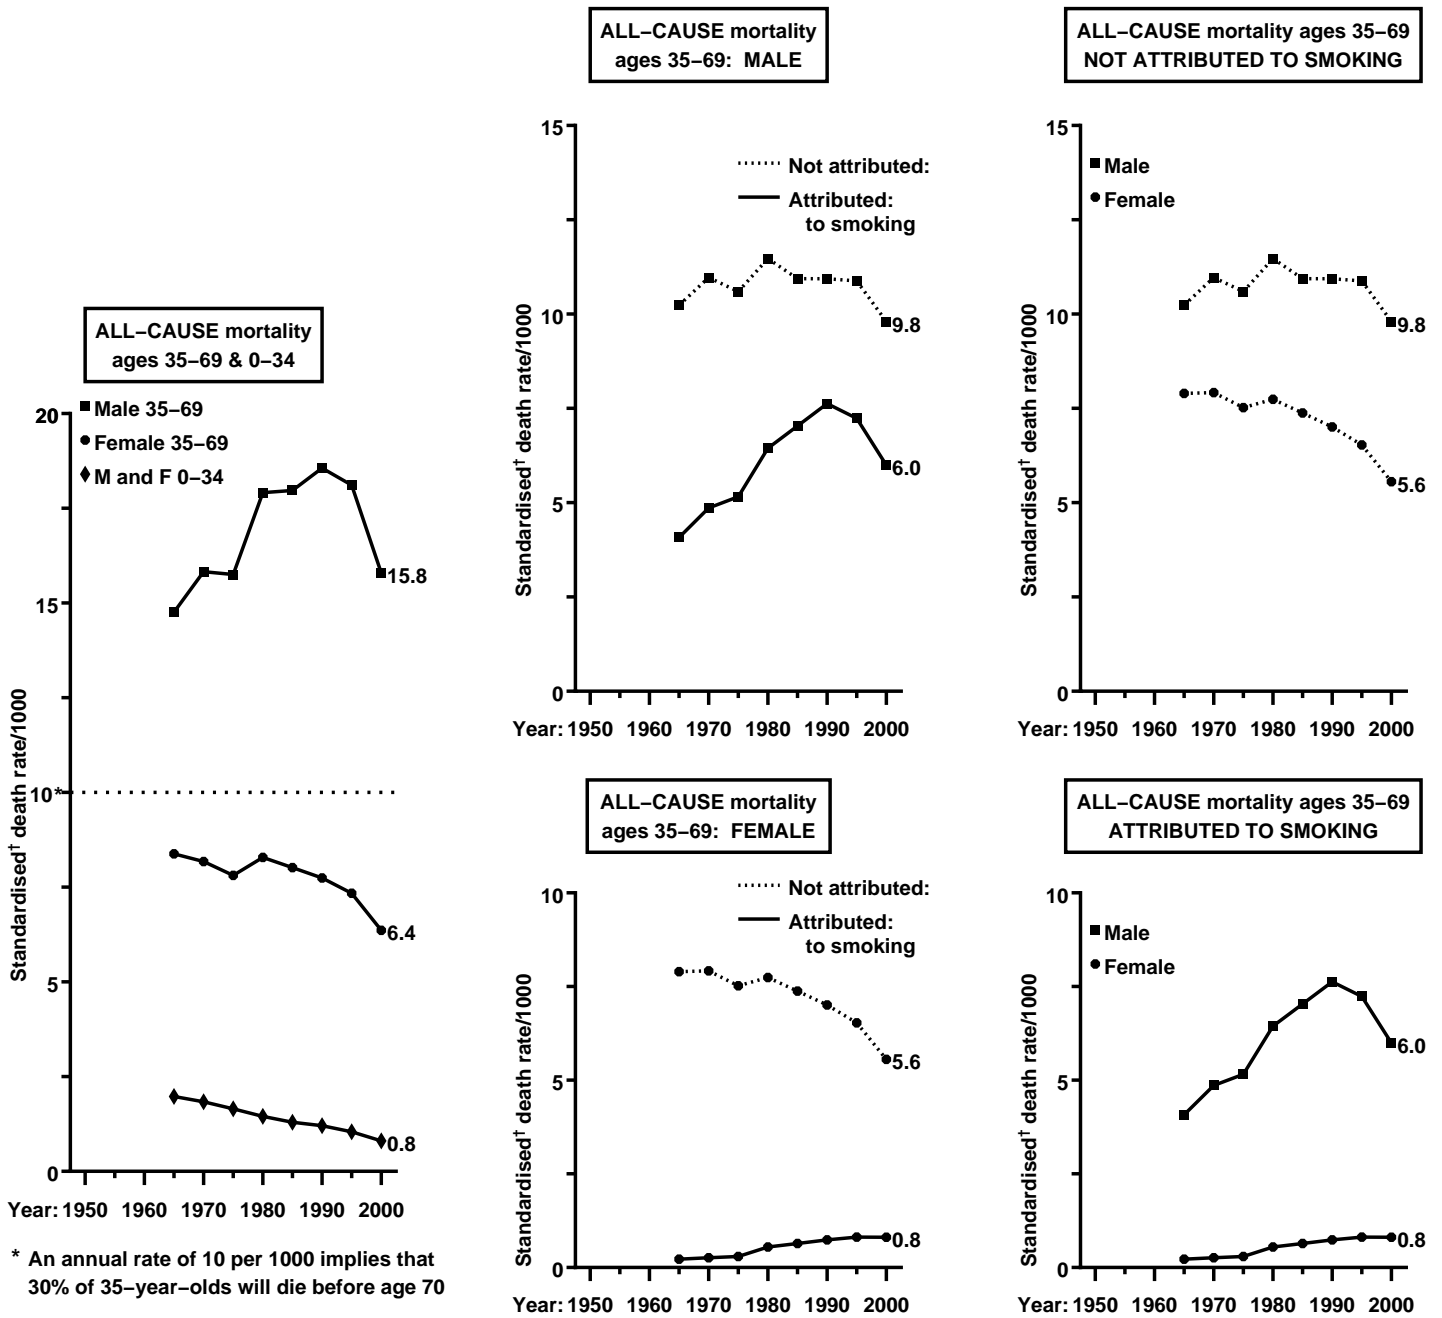 ALL–CAUSE mortality
ages 35–69 & 0–34
Male 35–69
Female 35–69
M and F 0–34
20
15
10*
5
0
Standardised† death rate/1000
15.8
6.4
0.8
Year: 1950 1960 1970 1980 1990 2000
* An annual rate of 10 per 1000 implies that
30% of 35–year–olds will die before age 70
ALL–CAUSE mortality
ages 35–69: MALE
15
10
5
0
Standardised† death rate/1000
Not attributed:
Attributed:
to smoking
9.8
6.0
Year: 1950 1960 1970 1980 1990 2000
ALL–CAUSE mortality ages 35–69
NOT ATTRIBUTED TO SMOKING
15
10
5
0
Standardised† death rate/1000
Male
Female
9.8
5.6
Year: 1950 1960 1970 1980 1990 2000
ALL–CAUSE mortality
ages 35–69: FEMALE
10
5
0
Standardised† death rate/1000
Not attributed:
Attributed:
to smoking
5.6
0.8
Year: 1950 1960 1970 1980 1990 2000
ALL–CAUSE mortality ages 35–69
ATTRIBUTED TO SMOKING
10
5
0
Standardised† death rate/1000
Male
Female
6.0
0.8
Year: 1950 1960 1970 1980 1990 2000